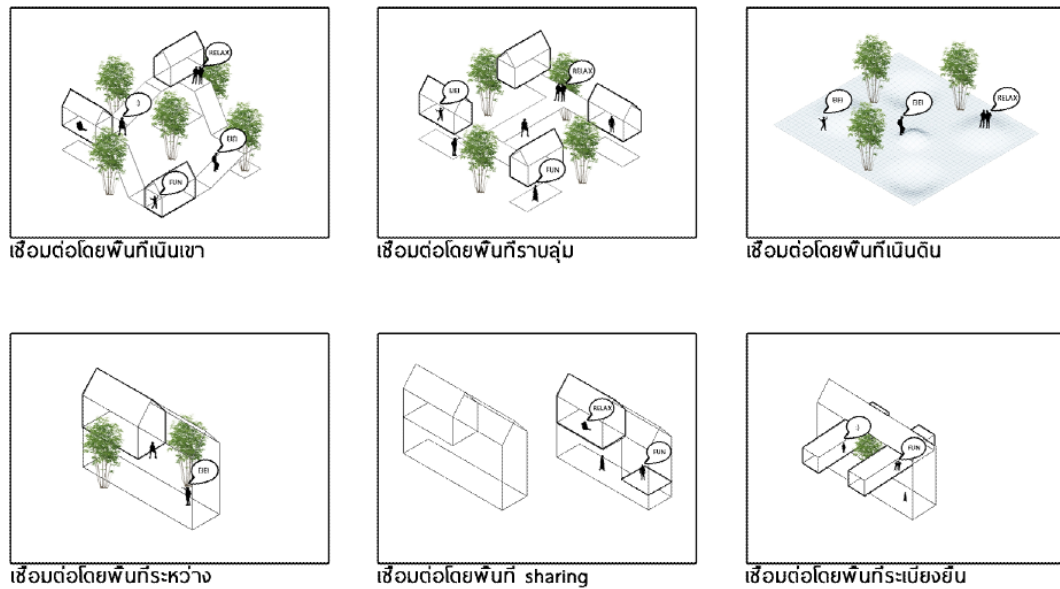 RELAX
:)
EIEI
FUN
EIEI
RELAX
FUN
EIEI
EIEI
RELAX
เชื่อมต่อโดยพื้นที่เนินเขา
เชื่อมต่อโดยพื้นที่ราบลุ่ม
เชื่อมต่อโดยพื้นที่เนินดิน
EIEI
RELAX
FUN
:)
FUN
เชื่อมต่อโดยพื้นที่ระหว่าง
เชื่อมต่อโดยพื้นที่ sharing
เชื่อมต่อโดยพื้นที่ระเบียงยื่น